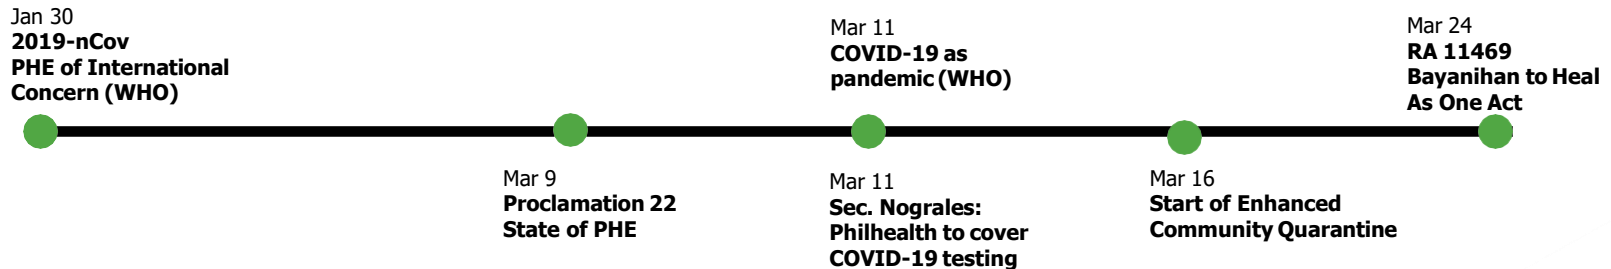 Jan 30
2019-nCov
PHE of International
Concern (WHO)
Mar 9
Proclamation 22
State of PHE
Mar 11
COVID-19 as
pandemic (WHO)
Mar 11
Sec. Nograles:
Philhealth to cover
COVID-19 testing
Mar 16
Start of Enhanced
Community Quarantine
Mar 24
RA 11469
Bayanihan to Heal
As One Act